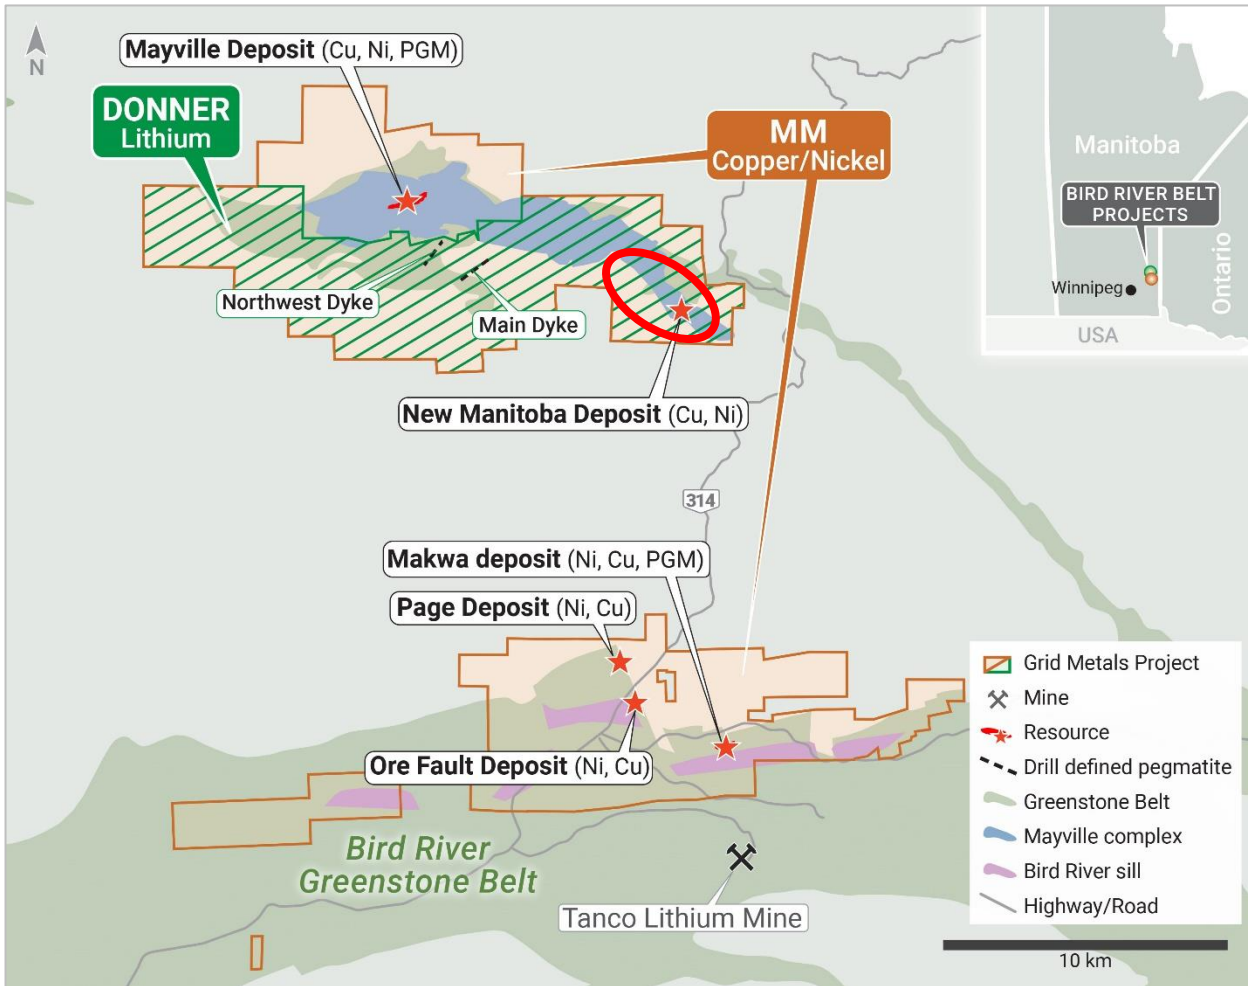 N
Mayville Deposit (Cu, Ni, PGM)
DONNER
Lithium
MM
Copper/Nickel
Manitoba
BIRD RIVER BELT
PROJECTS
Ontario
Winnipeg
USA
Northwest Dyke
Main Dyke
New Manitoba Deposit (Cu, Ni)
314
Makwa deposit (Ni, Cu, PGM)
Page Deposit (Ni, Cu)
Ore Fault Deposit (Ni, Cu)
Bird River
Greenstone Belt
Tanco Lithium Mine
Grid Metals Project
Mine
Resource
Drill defined pegmatite
Greenstone Belt
Mayville complex
Bird River sill
Highway/Road
10 km